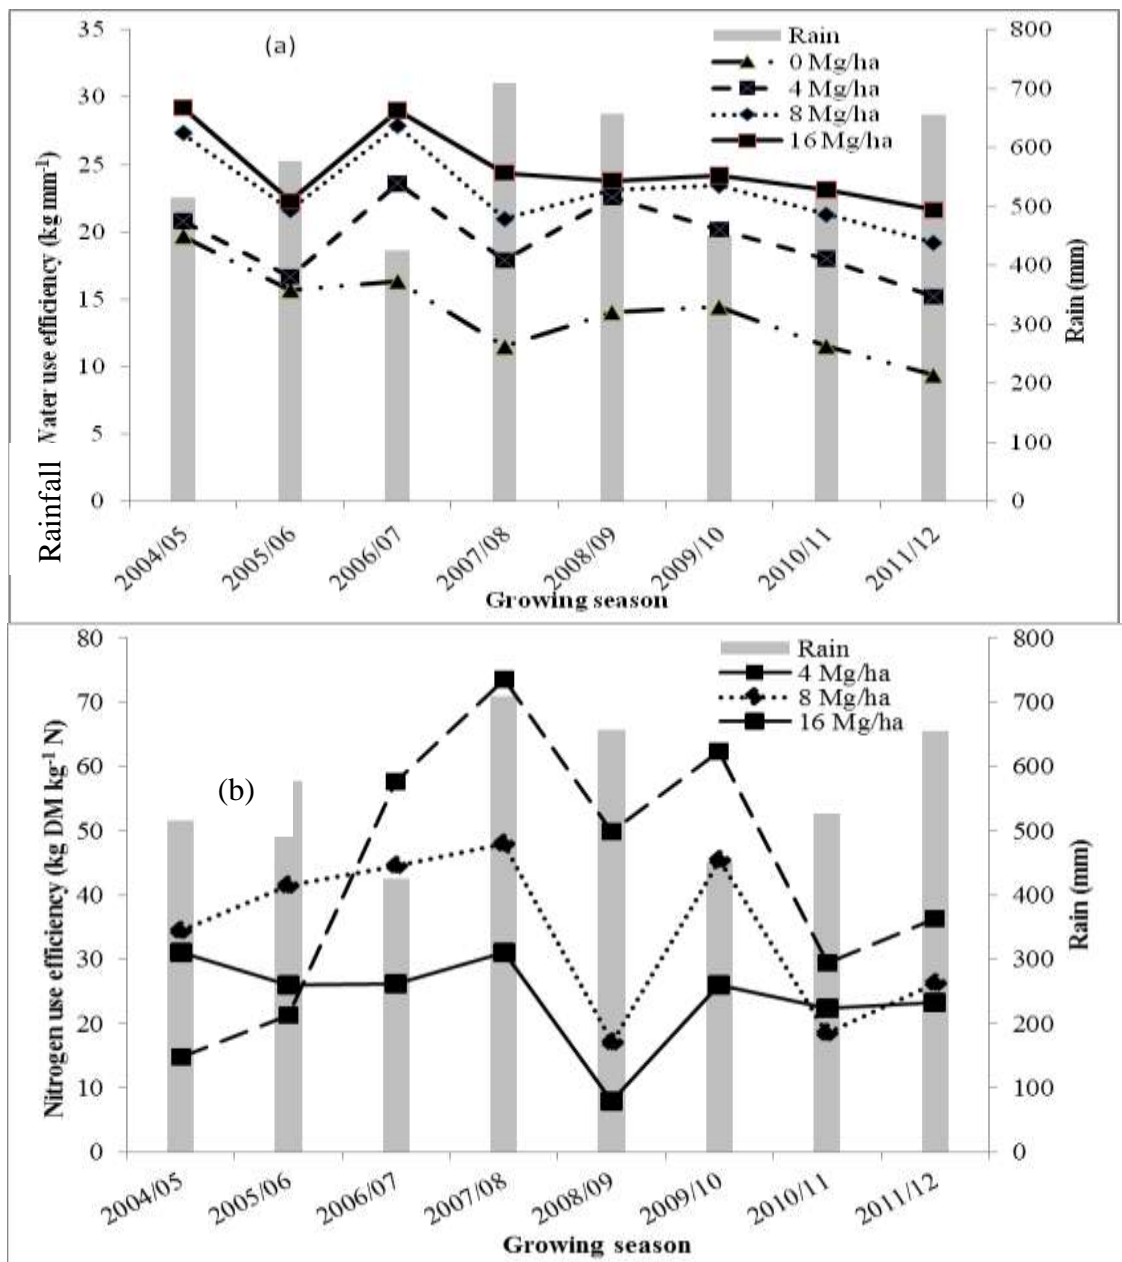 35
30
25
20
15
10
5
0
(a)
Rain
0 Mg/ha
4 Mg/ha
8 Mg/ha
16 Mg/ha
800
700
600
500
400
300
200
100
0
Rainfall
Vater use efficiency (kg mm⁻¹)
Rain (mm)
2004/05
2005/06
2006/07
2007/08
2008/09
2009/10
2010/11
2011/12
Growing season
80
70
60
50
40
30
20
10
0
(b)
Rain
4 Mg/ha
8 Mg/ha
16 Mg/ha
800
700
600
500
400
300
200
100
0
Nitrogen use efficiency (kg DM kg⁻¹ N)
Rain (mm)
2004/05
2005/06
2006/07
2007/08
2008/09
2009/10
2010/11
2011/12
Growing season